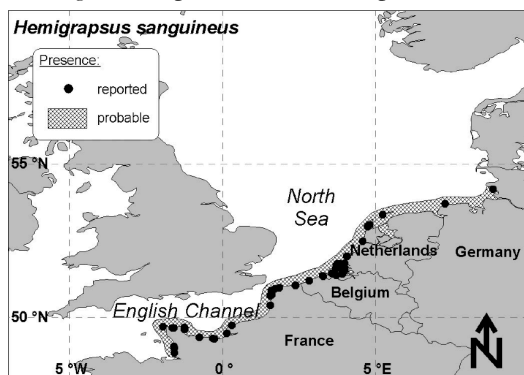 Hemigrapsus sanguineus
Presence:
reported
probable
55 °N
North
Sea
Netherlands
Germany
Belgium
English Channel
50 °N
France
5 °W
0 °
5 °E
N